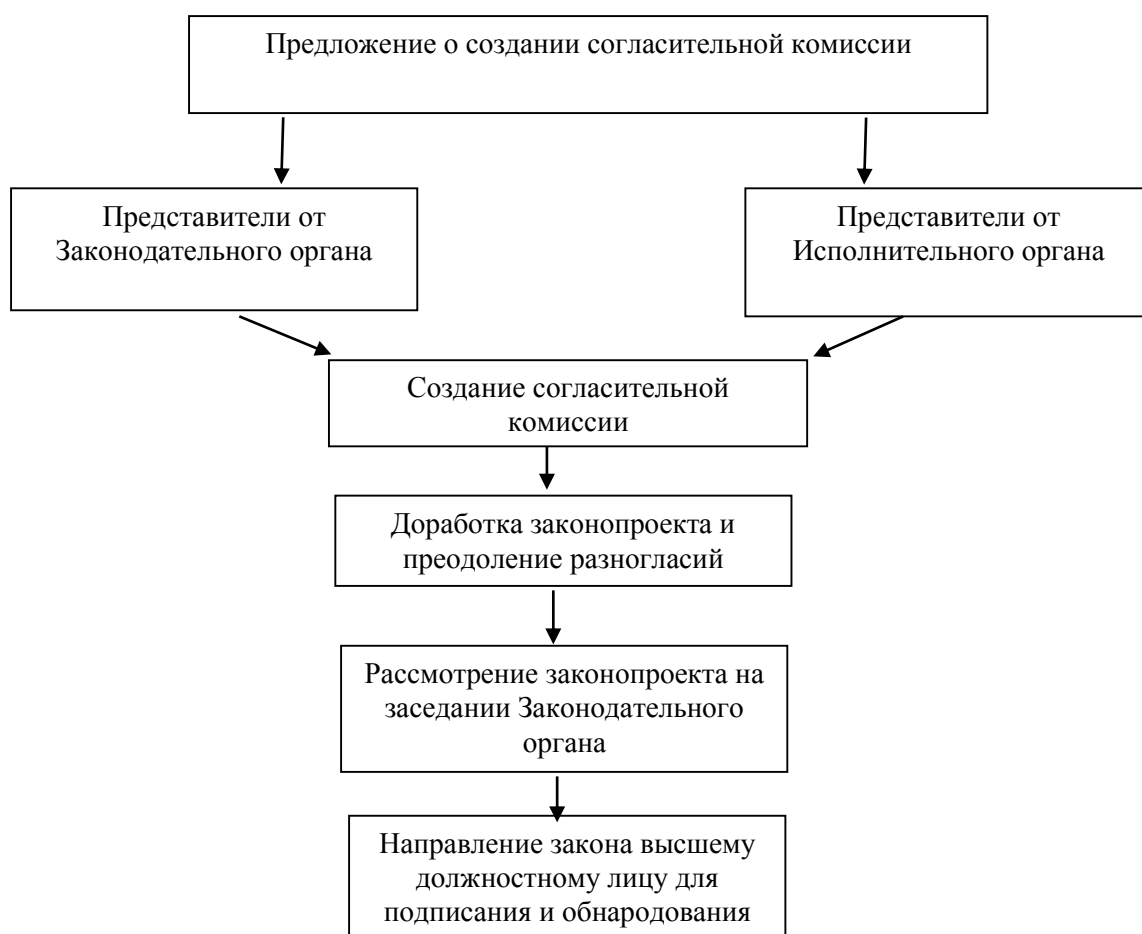 Предложение о создании согласительной комиссии
Представители от
Законодательного органа
Представители от
Исполнительного органа
Создание согласительной
комиссии
Доработка законопроекта и
преодоление разногласий
Рассмотрение законопроекта на
заседании Законодательного
органа
Направление закона высшему
должностному лицу для
подписания и обнародования